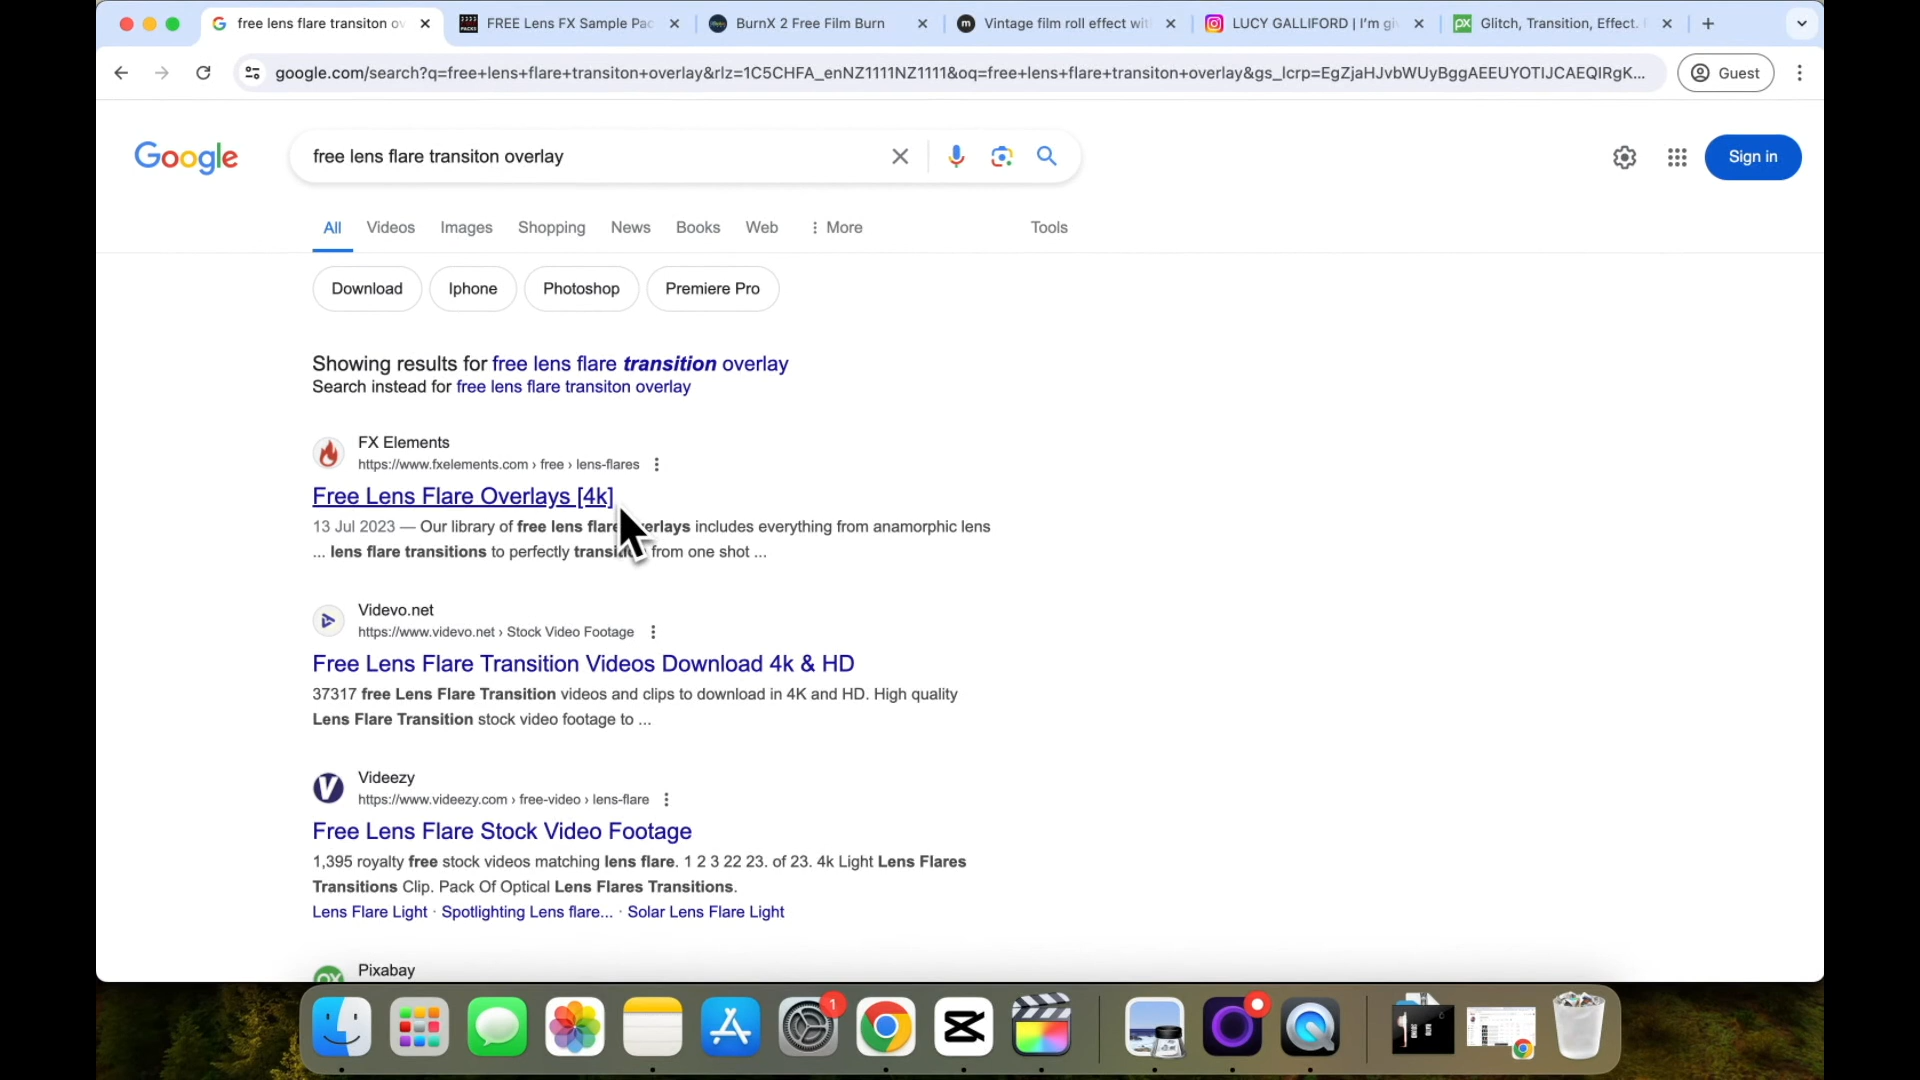 free lens flare transiton ov
FREE Lens FX Sample Pac
BurnX 2 Free Film Burn
Vintage film roll effect wit
LUCY GALLIFORD | I'm gi
Glitch, Transition, Effect.
google.com/search?q=free+lens+flare+transiton+overlay&rlz=1C5CHFA_enNZ1111NZ1111&oq=free+lens+flare+transiton+overlay&gs_lcrp=EgZjaHJvbWUyBggAEEUYOTIJCAEQIRgK...
Guest
Google
free lens flare transiton overlay
Sign in
All Videos Images Shopping News Books Web More Tools
Download Iphone Photoshop Premiere Pro
Showing results for free lens flare transition overlay
Search instead for free lens flare transiton overlay
FX Elements
https://www.fxelements.com › free › lens-flares
Free Lens Flare Overlays [4k]
13 Jul 2023 — Our library of free lens flare overlays includes everything from anamorphic lens
... lens flare transitions to perfectly transition from one shot ...
Videvo.net
https://www.videvo.net › Stock Video Footage
Free Lens Flare Transition Videos Download 4k & HD
37317 free Lens Flare Transition videos and clips to download in 4K and HD. High quality
Lens Flare Transition stock video footage to ...
Videezy
https://www.videezy.com › free-video › lens-flare
Free Lens Flare Stock Video Footage
1,395 royalty free stock videos matching lens flare. 1 2 3 22 23. of 23. 4k Light Lens Flares
Transitions Clip. Pack Of Optical Lens Flares Transitions.
Lens Flare Light · Spotlighting Lens flare... · Solar Lens Flare Light
Pixabay
1